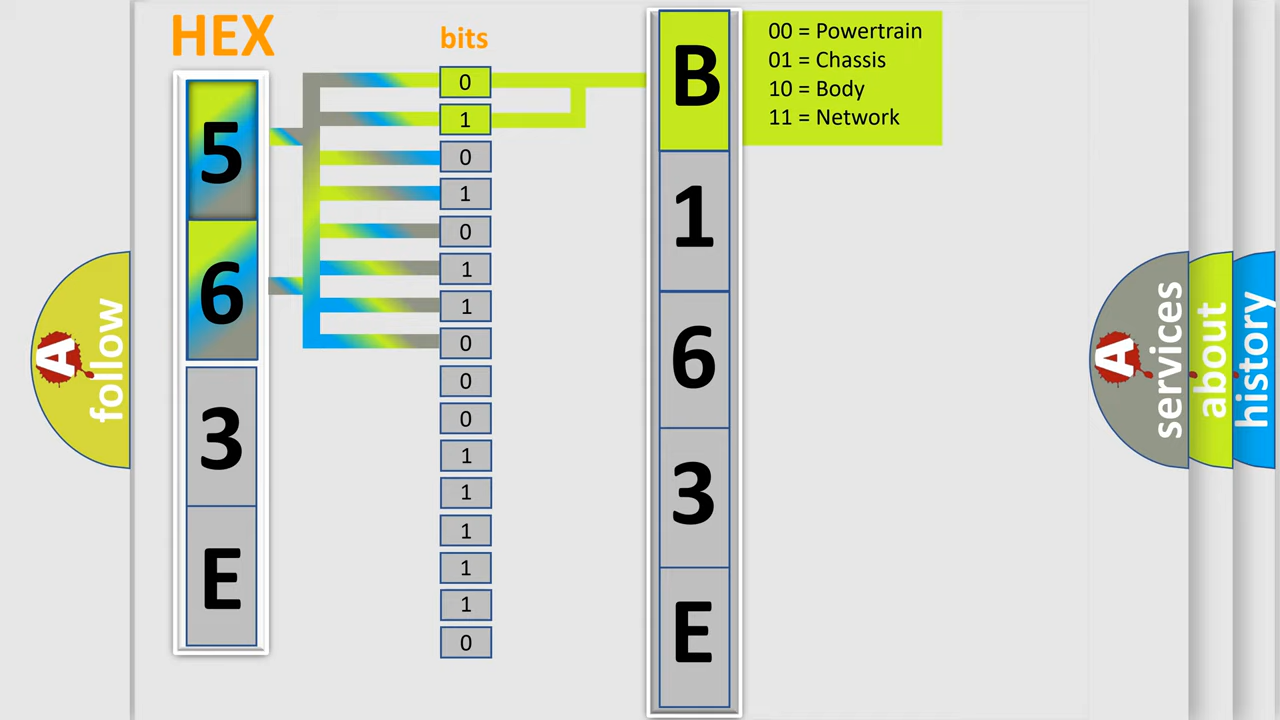 HEX
bits
5
6
3
E
0
1
0
1
0
1
1
0
0
0
1
1
1
1
1
0
B
1
6
3
E
00 = Powertrain
01 = Chassis
10 = Body
11 = Network
A
follow
A
services
about
history